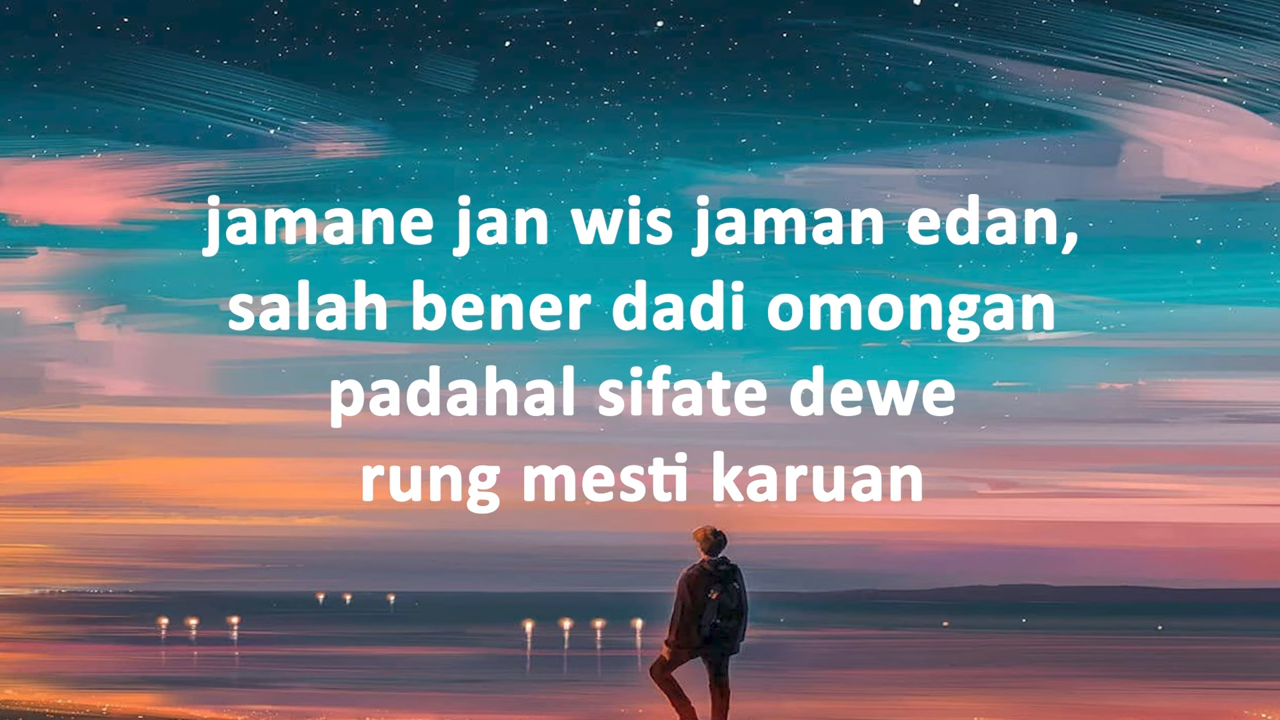 jamane jan wis jaman edan,
salah bener dadi omongan
padahal sifate dewe
rung mesti karuan